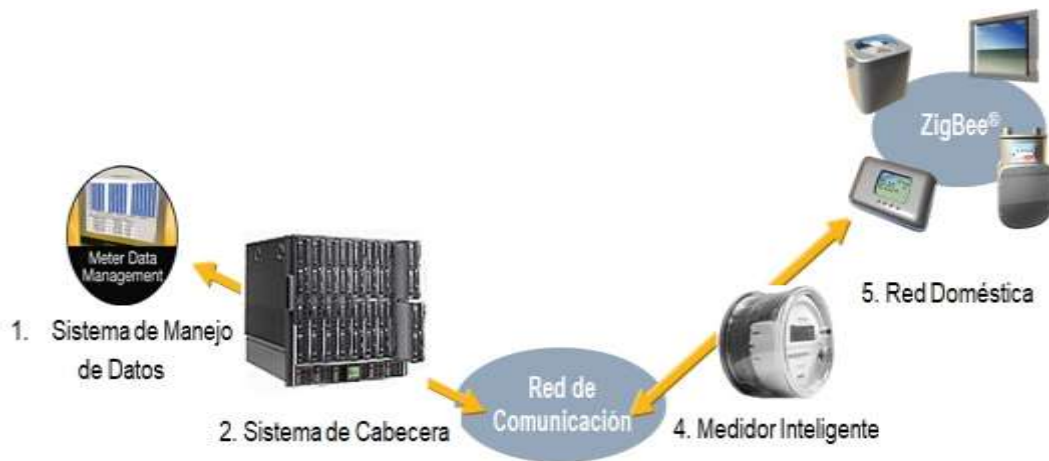 ZigBee®
Meter Data
Management
1. Sistema de Manejo
de Datos
2. Sistema de Cabecera
Red de
Comunicación
4. Medidor Inteligente
5. Red Doméstica